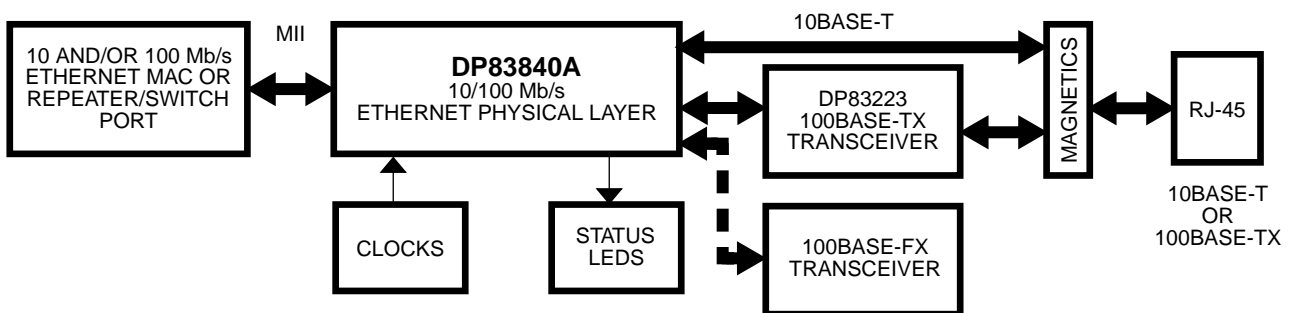 10BASE-T
MII
10 AND/OR 100 Mb/s
ETHERNET MAC OR
REPEATER/SWITCH
PORT
DP83840A
10/100 Mb/s
ETHERNET PHYSICAL LAYER
DP83223
100BASE-TX
TRANSCEIVER
MAGNETICS
RJ-45
10BASE-T
OR
100BASE-TX
CLOCKS
STATUS
LEDS
100BASE-FX
TRANSCEIVER